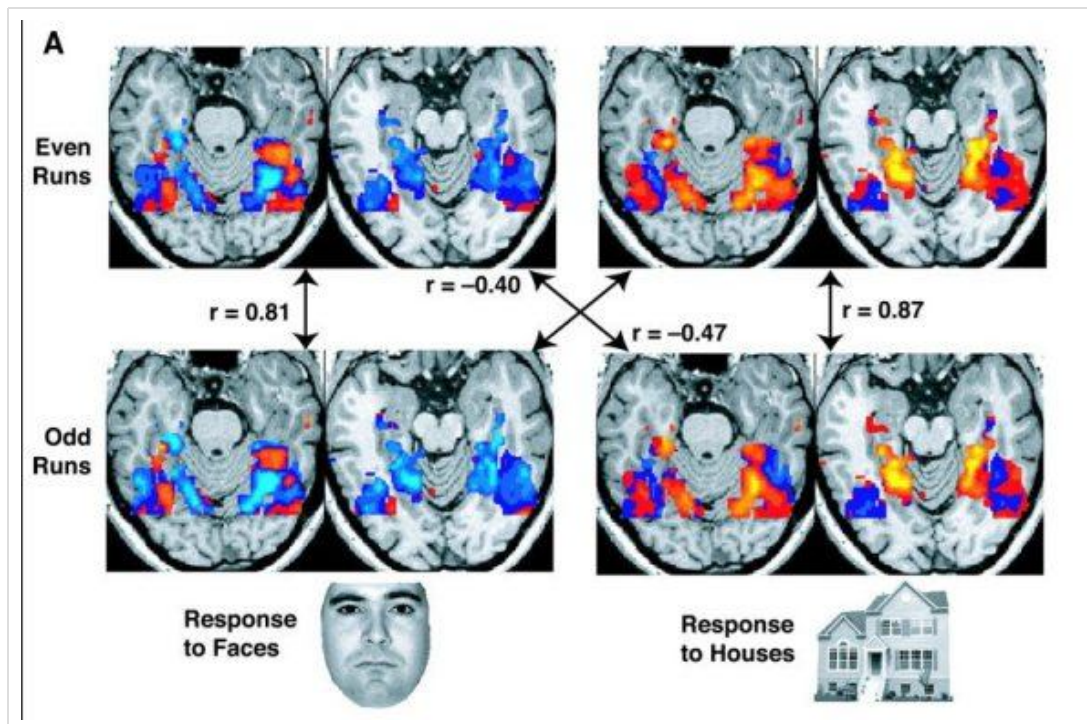 A
Even
Runs
r = –0.40
r = 0.81
r = –0.47
r = 0.87
Odd
Runs
Response
to Faces
Response
to Houses